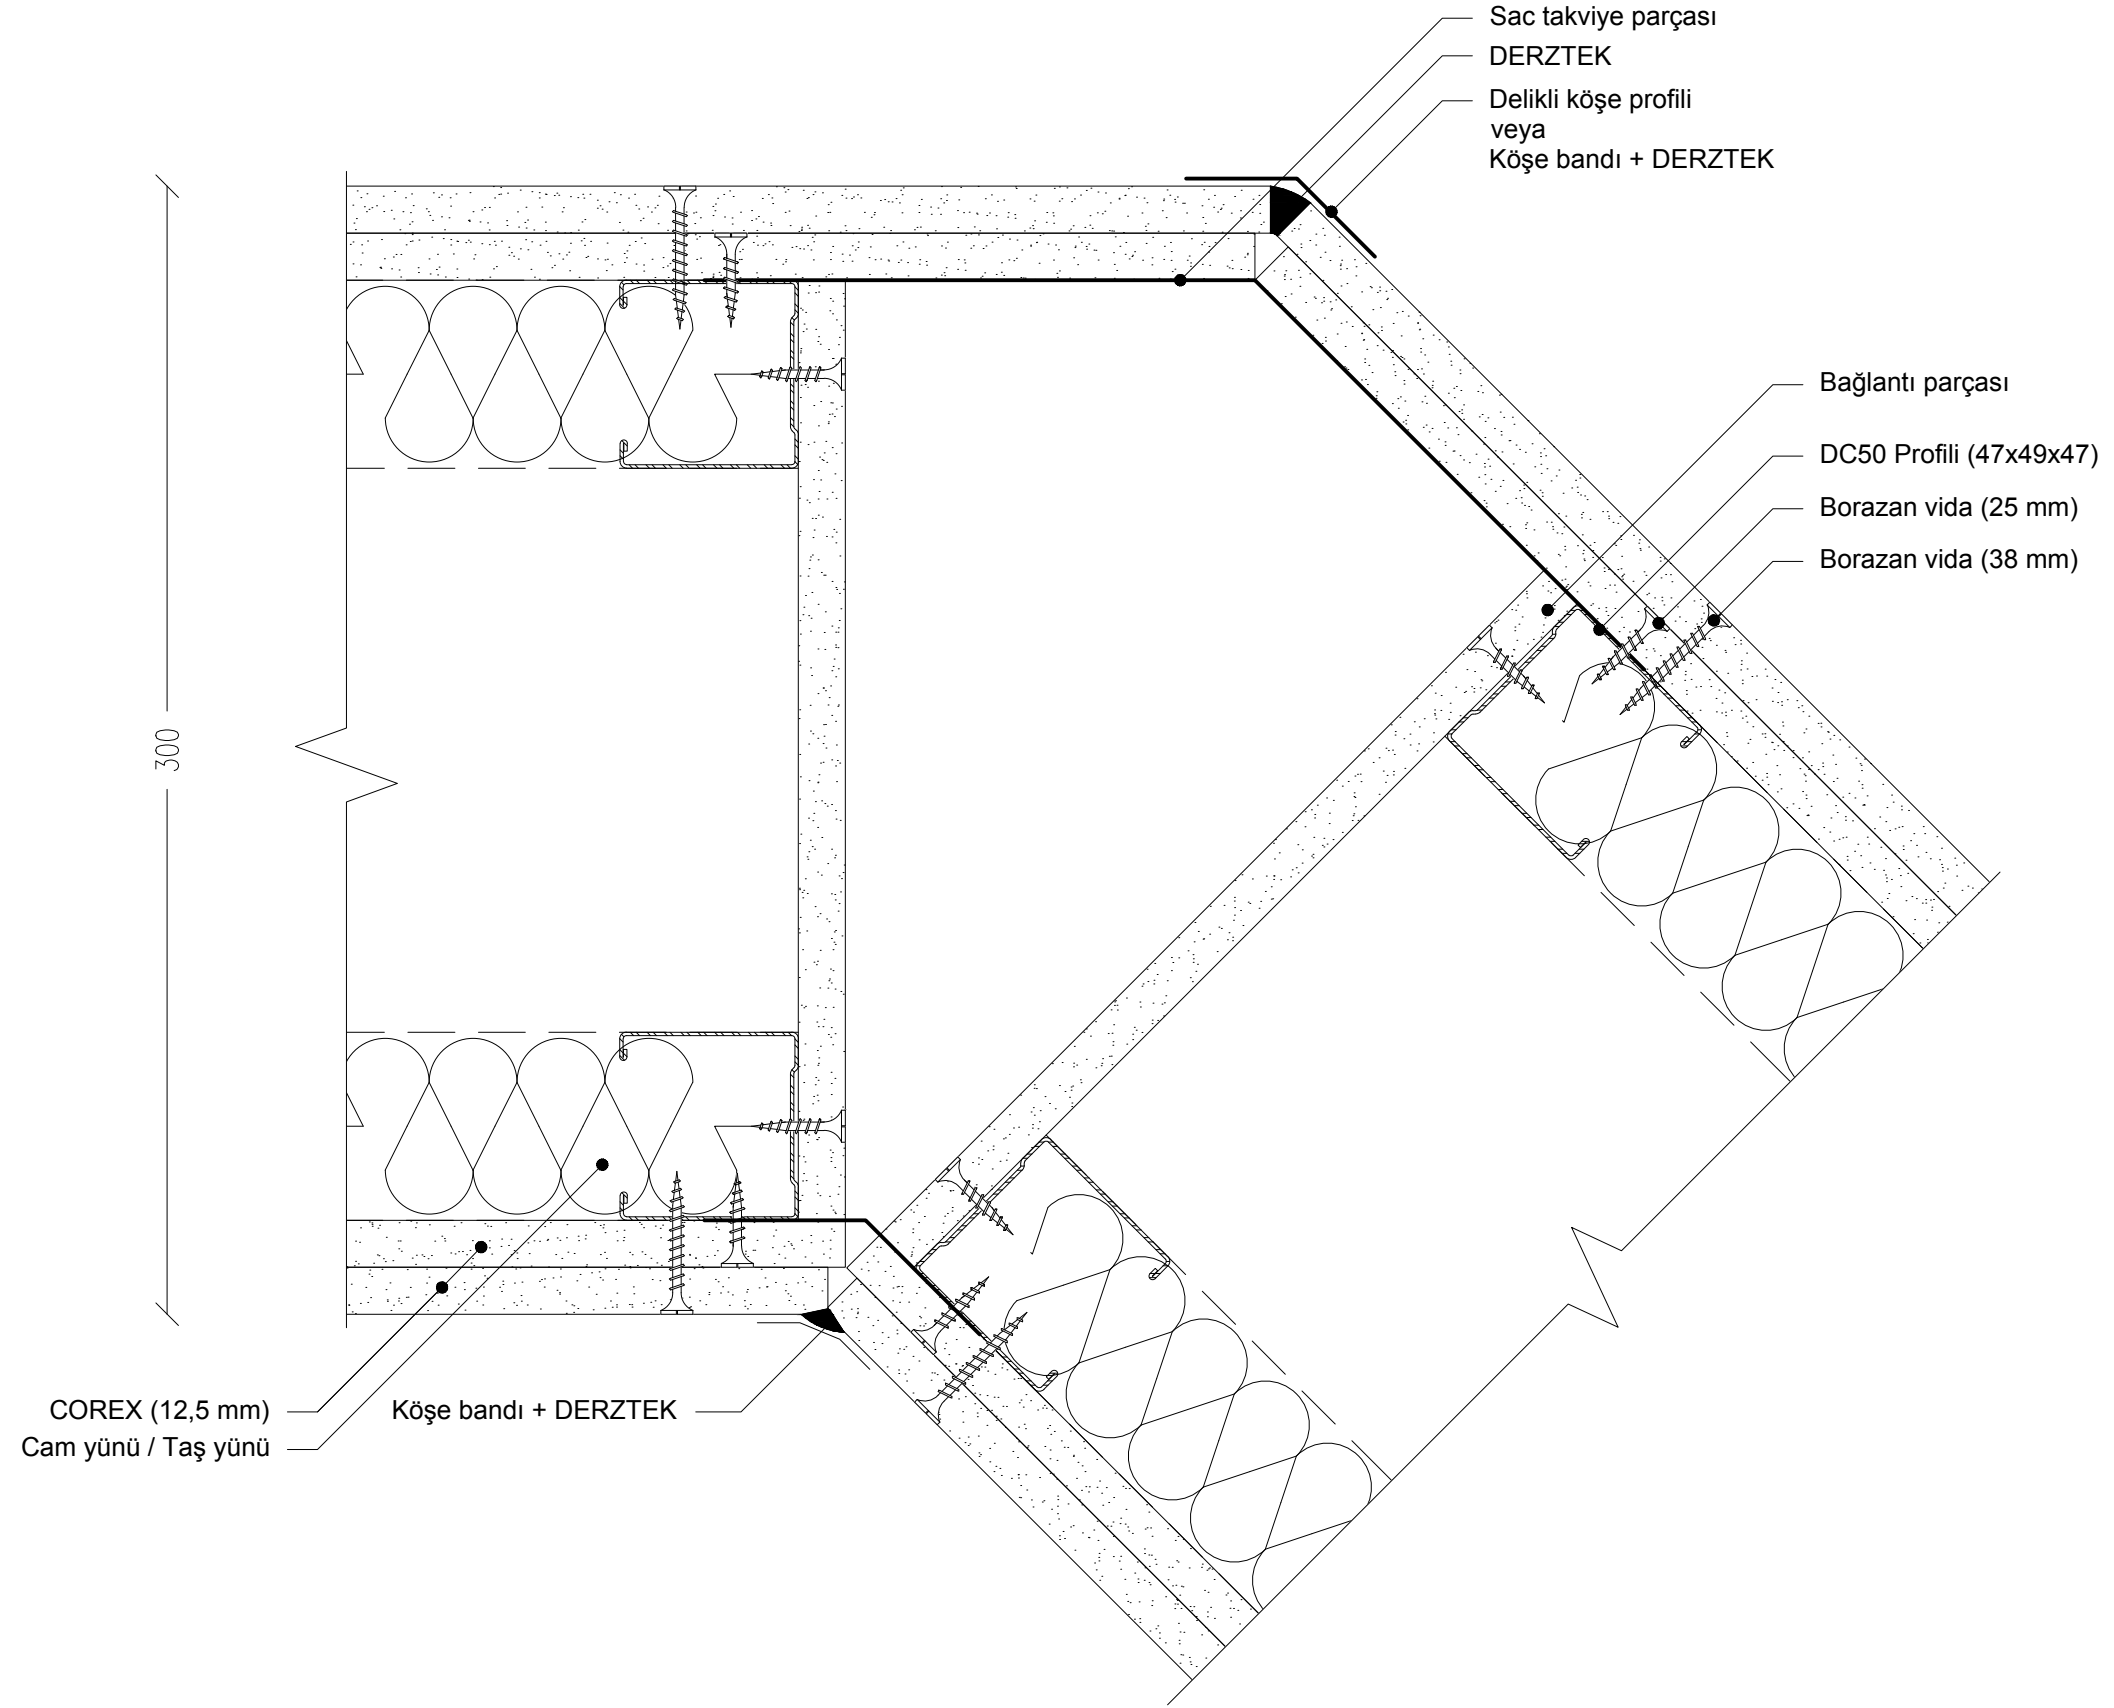 Sac takviye parçası
DERZTEK
Delikli köşe profili
veya
Köşe bandı + DERZTEK
Bağlantı parçası
DC50 Profili (47x49x47)
Borazan vida (25 mm)
Borazan vida (38 mm)
300
COREX (12,5 mm)
Köşe bandı + DERZTEK
Cam yünü / Taş yünü